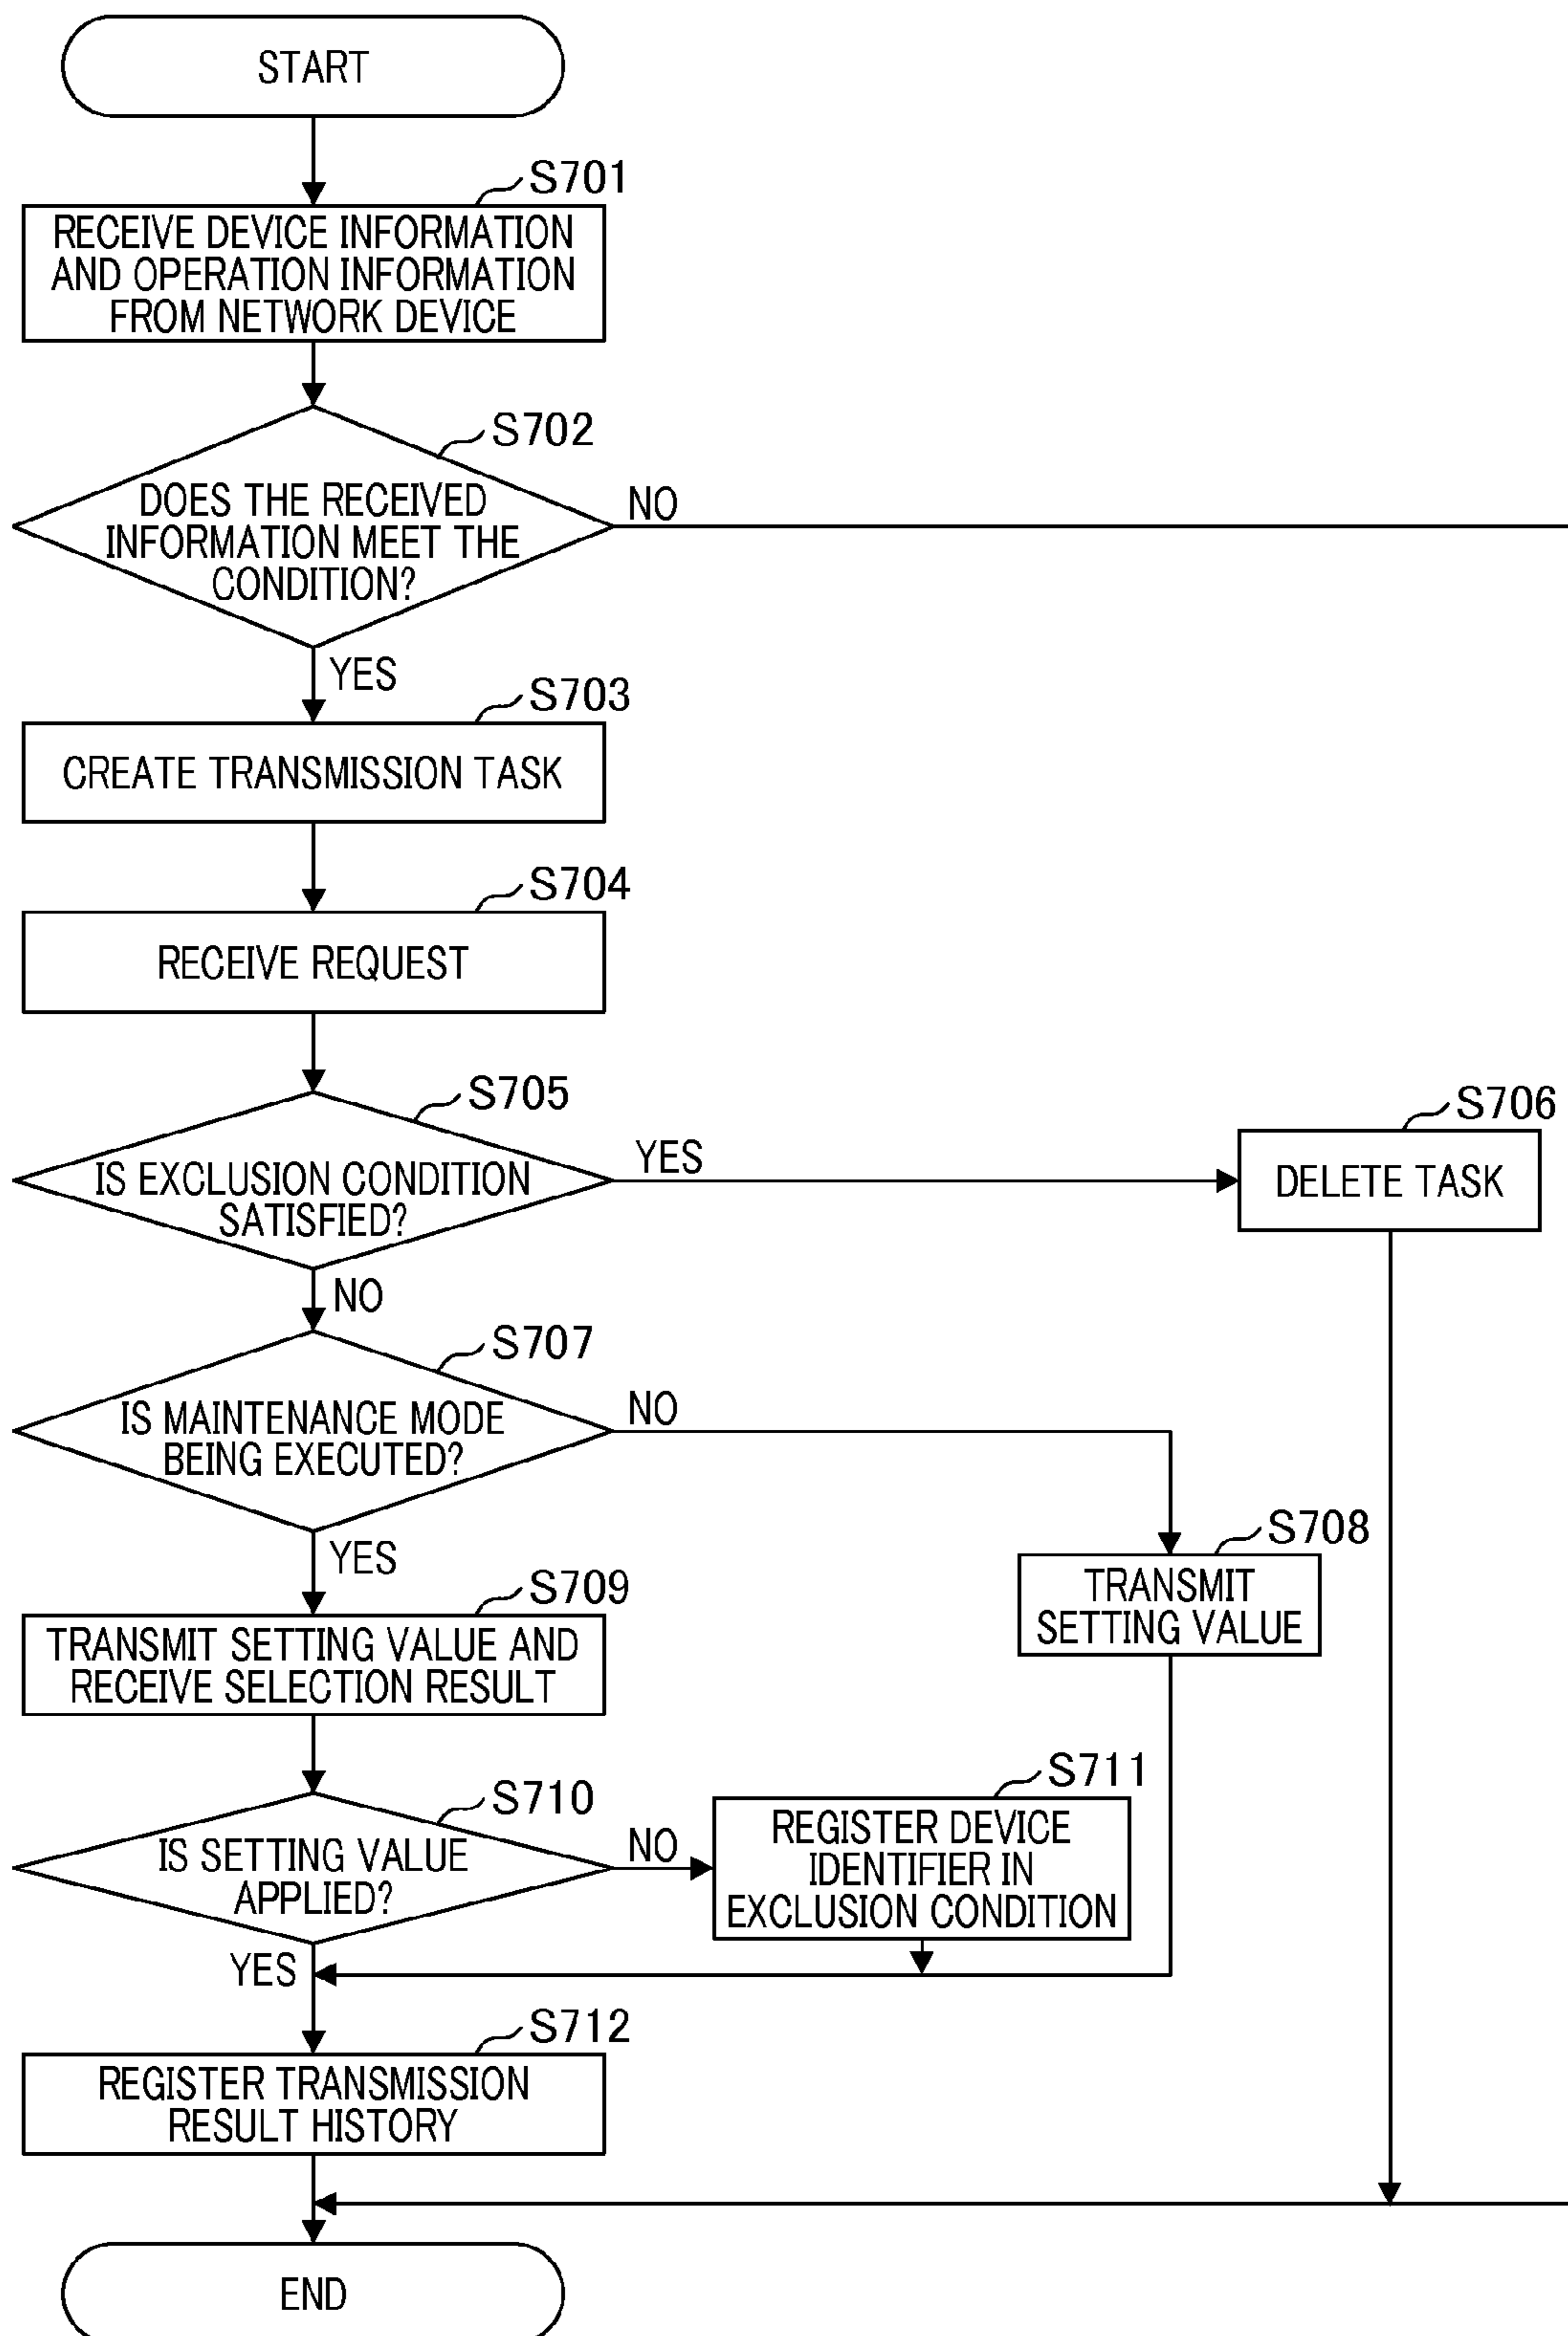 START
S701
RECEIVE DEVICE INFORMATION
AND OPERATION INFORMATION
FROM NETWORK DEVICE
S702
DOES THE RECEIVED
INFORMATION MEET THE
CONDITION?
NO
YES
S703
CREATE TRANSMISSION TASK
S704
RECEIVE REQUEST
S705
IS EXCLUSION CONDITION
SATISFIED?
YES
S706
DELETE TASK
NO
S707
IS MAINTENANCE MODE
BEING EXECUTED?
NO
S708
TRANSMIT
SETTING VALUE
YES
S709
TRANSMIT SETTING VALUE AND
RECEIVE SELECTION RESULT
S710
IS SETTING VALUE
APPLIED?
NO
S711
REGISTER DEVICE
IDENTIFIER IN
EXCLUSION CONDITION
YES
S712
REGISTER TRANSMISSION
RESULT HISTORY
END